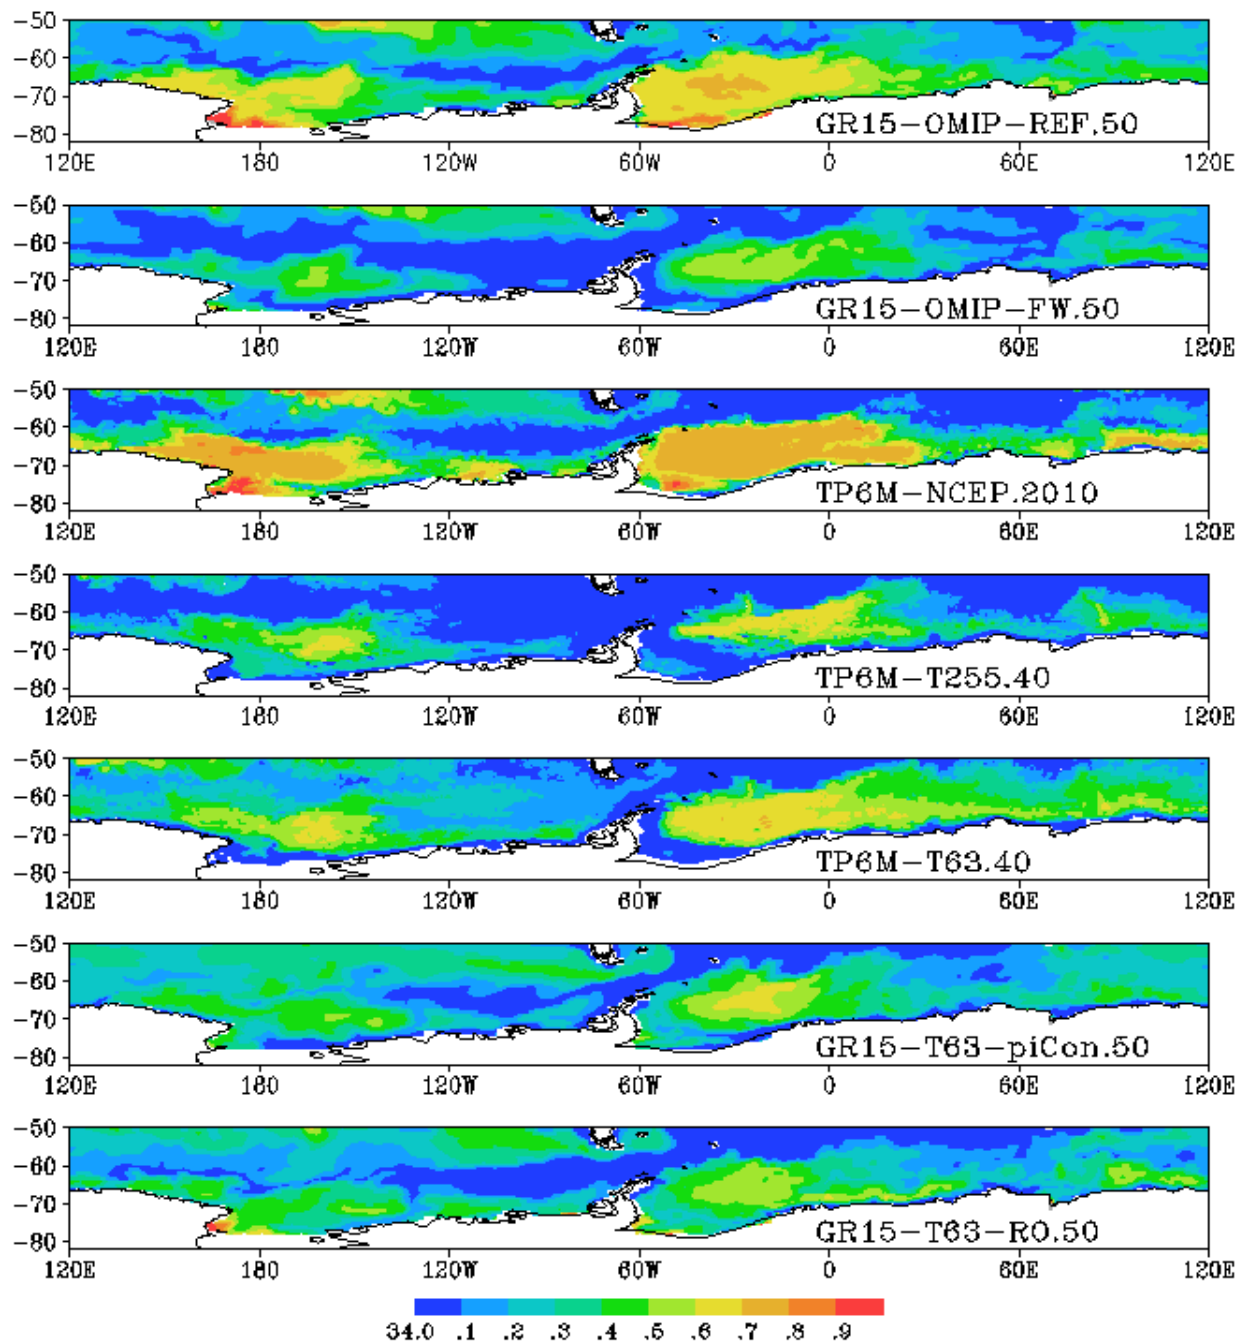 -50
-60
-70
-80
GR15-OMIP-REF.50
120E 180 120W 60W 0 60E 120E
-50
-60
-70
-80
GR15-OMIP-FW.50
120E 180 120W 60W 0 60E 120E
-50
-60
-70
-80
TP6M-NCEP.2010
120E 180 120W 60W 0 60E 120E
-50
-60
-70
-80
TP6M-T255.40
120E 180 120W 60W 0 60E 120E
-50
-60
-70
-80
TP6M-T63.40
120E 180 120W 60W 0 60E 120E
-50
-60
-70
-80
GR15-T63-piCon.50
120E 180 120W 60W 0 60E 120E
-50
-60
-70
-80
GR15-T63-RO.50
120E 180 120W 60W 0 60E 120E
34.0 .1 .2 .3 .4 .5 .6 .7 .8 .9